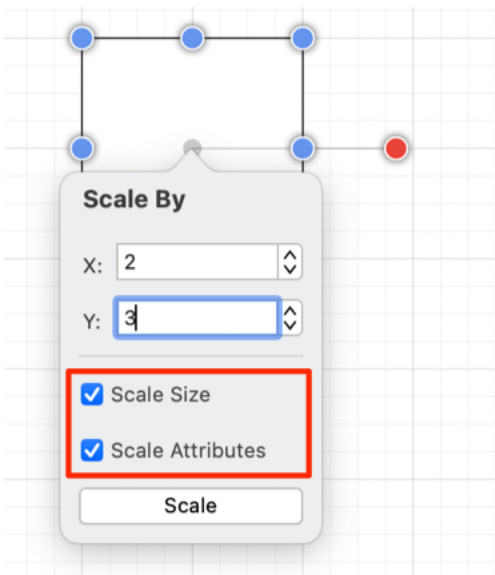 Scale By
X: 2
Y: 3
Scale Size
Scale Attributes
Scale